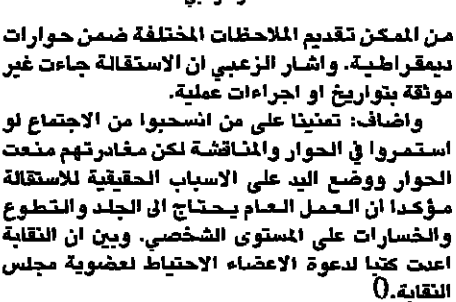 من الممكن تقديم الملاحظات المختلفة ضمن حوارات
ديمقراطية. واشار الزعبي ان الاستقالة جاءت غير
موثقة بتواريخ او اجراءات عملية.
واضاف: تمنينا على من انسحبوا من الاجتماع لو
استمروا في الحوار والمناقشة لكن مغادرتهم منعت
الحوار ووضع اليد على الاسباب الحقيقية للاستقالة
مؤكدا ان العمل العام يحتاج الى الجلد والتطوع
والخسارات على المستوى الشخصي. وبين ان النقابة
اعدت كتبا لدعوة الاعضاء الاحتياط لعضوية مجلس
النقابة.()